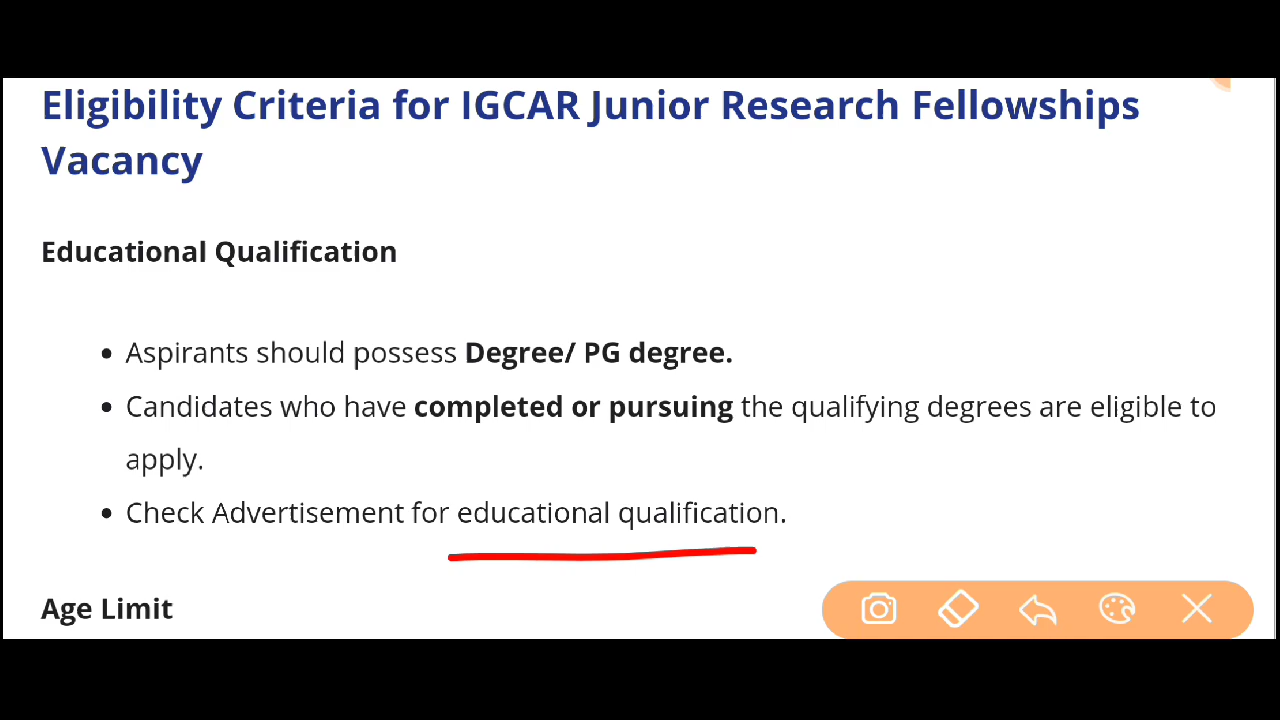 Eligibility Criteria for IGCAR Junior Research Fellowships
Vacancy
Educational Qualification
• Aspirants should possess Degree/ PG degree.
• Candidates who have completed or pursuing the qualifying degrees are eligible to
apply.
• Check Advertisement for educational qualification.
Age Limit